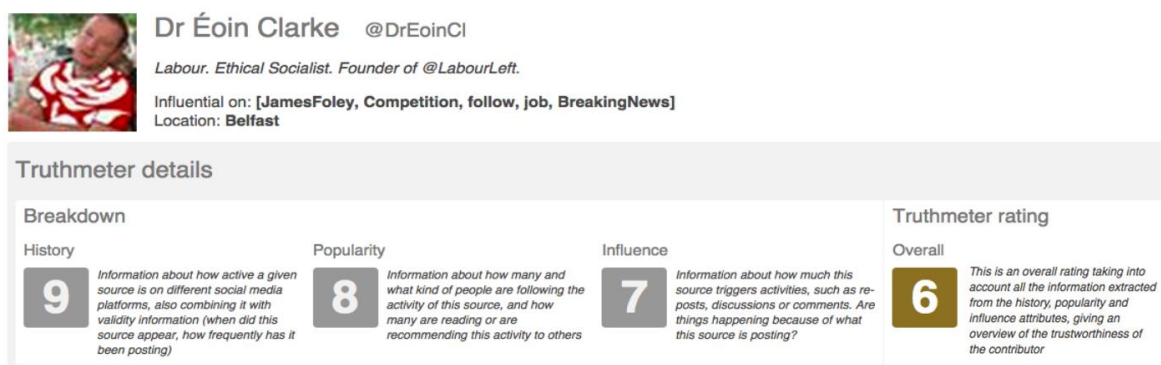 Dr Éoin Clarke @DrEoinCl
Labour. Ethical Socialist. Founder of @LabourLeft.
Influential on: [JamesFoley, Competition, follow, job, BreakingNews]
Location: Belfast
Truthmeter details
Breakdown
History
9
Information about how active a given
source is on different social media
platforms, also combining it with
validity information (when did this
source appear, how frequently has it
been posting)
Popularity
8
Information about how many and
what kind of people are following the
activity of this source, and how
many are reading or are
recommending this activity to others
Influence
7
Information about how much this
source triggers activities, such as re-
posts, discussions or comments. Are
things happening because of what
this source is posting?
Truthmeter rating
Overall
6
This is an overall rating taking into
account all the information extracted
from the history, popularity and
influence attributes, giving an
overview of the trustworthiness of
the contributor